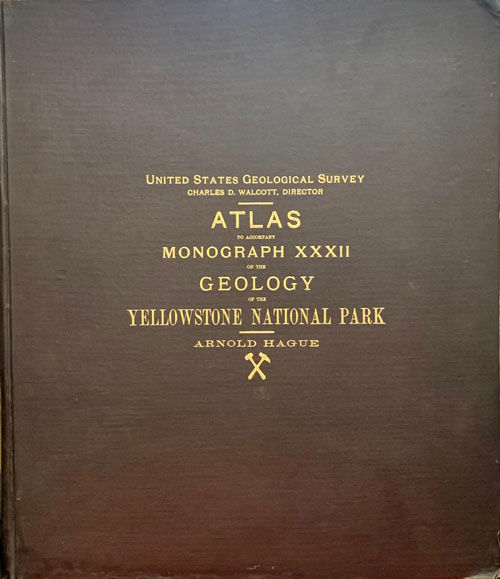 UNITED STATES GEOLOGICAL SURVEY
CHARLES D. WALCOTT, DIRECTOR
ATLAS
TO ACCOMPANY
MONOGRAPH XXXII
ON THE
GEOLOGY
OF THE
YELLOWSTONE NATIONAL PARK
ARNOLD HAGUE